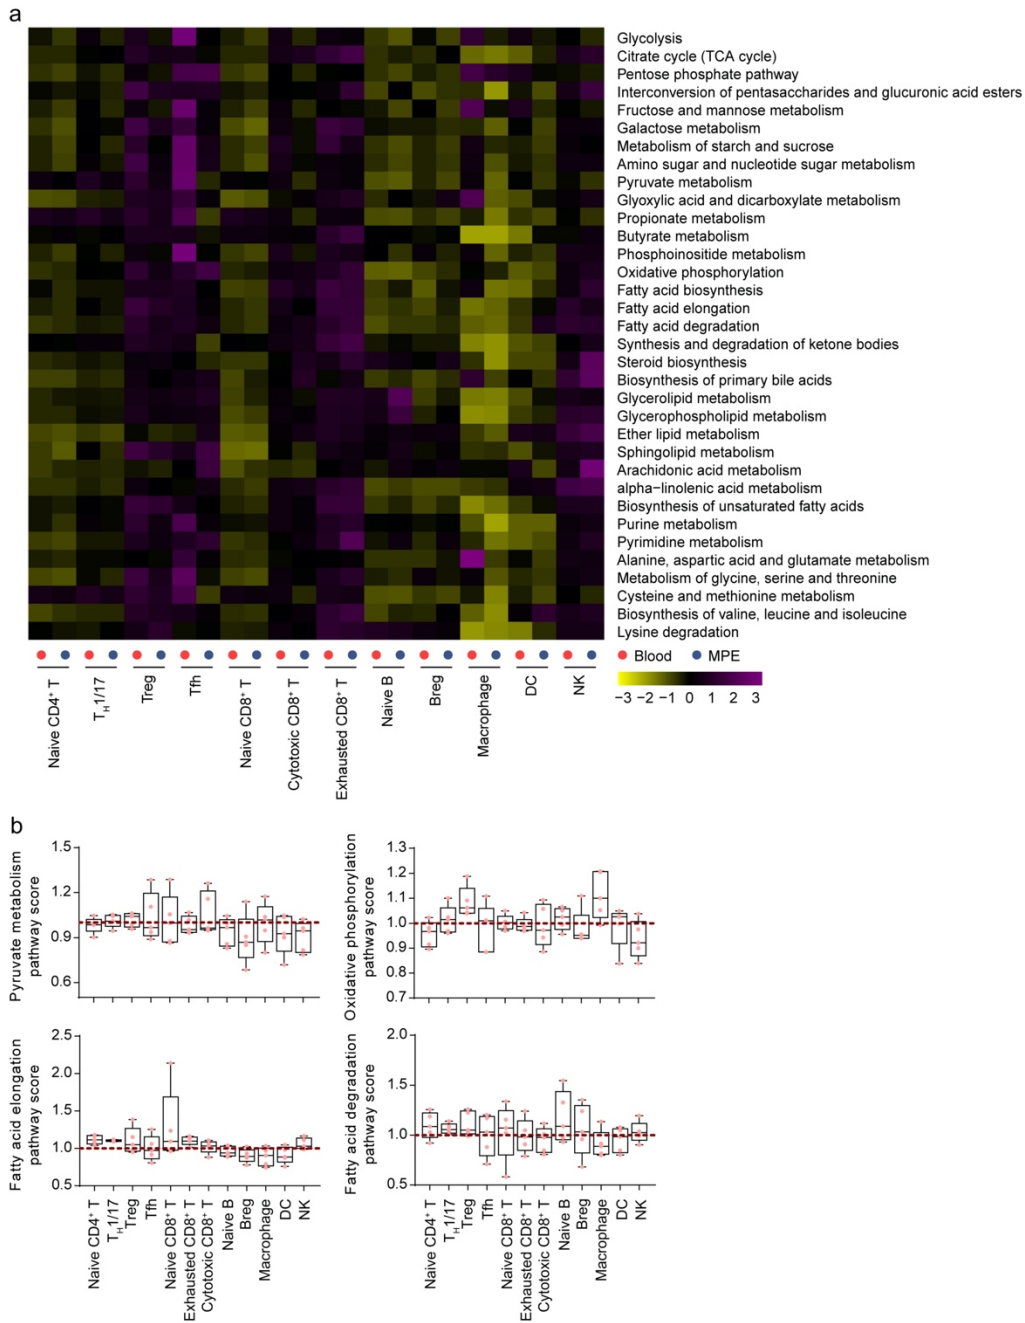 a
Glycolysis
Citrate cycle (TCA cycle)
Pentose phosphate pathway
Interconversion of pentasaccharides and glucuronic acid esters
Fructose and mannose metabolism
Galactose metabolism
Metabolism of starch and sucrose
Amino sugar and nucleotide sugar metabolism
Pyruvate metabolism
Glyoxylic acid and dicarboxylate metabolism
Propionate metabolism
Butyrate metabolism
Phosphoinositide metabolism
Oxidative phosphorylation
Fatty acid biosynthesis
Fatty acid elongation
Fatty acid degradation
Synthesis and degradation of ketone bodies
Steroid biosynthesis
Biosynthesis of primary bile acids
Glycerolipid metabolism
Glycerophospholipid metabolism
Ether lipid metabolism
Sphingolipid metabolism
Arachidonic acid metabolism
alpha−linolenic acid metabolism
Biosynthesis of unsaturated fatty acids
Purine metabolism
Pyrimidine metabolism
Alanine, aspartic acid and glutamate metabolism
Metabolism of glycine, serine and threonine
Cysteine and methionine metabolism
Biosynthesis of valine, leucine and isoleucine
Lysine degradation
Blood MPE
−3 −2 −1 0 1 2 3
Naive CD4⁺ T
T_H1/17
Treg
Tfh
Naive CD8⁺ T
Cytotoxic CD8⁺ T
Exhausted CD8⁺ T
Naive B
Breg
Macrophage
DC
NK
b
Pyruvate metabolism
pathway score
1.5
1.2
0.9
0.6
Oxidative phosphorylation
pathway score
1.3
1.2
1.1
1.0
0.9
0.8
0.7
Fatty acid elongation
pathway score
2.5
2.0
1.5
1.0
0.5
Naive CD4⁺ T
T_H1/17
Treg
Tfh
Naive CD8⁺ T
Exhausted CD8⁺ T
Cytotoxic CD8⁺ T
Naive B
Breg
Macrophage
DC
NK
Fatty acid degradation
pathway score
2.0
1.5
1.0
0.5
Naive CD4⁺ T
T_H1/17
Treg
Tfh
Naive CD8⁺ T
Exhausted CD8⁺ T
Cytotoxic CD8⁺ T
Naive B
Breg
Macrophage
DC
NK